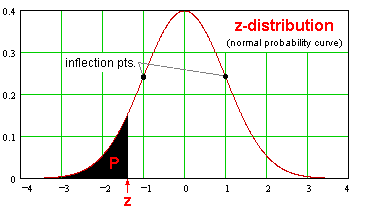 z-distribution
(normal probability curve)
inflection pts.
0.4
0.3
0.2
0.1
0
P
-4 -3 -2 -1 0 1 2 3 4
z